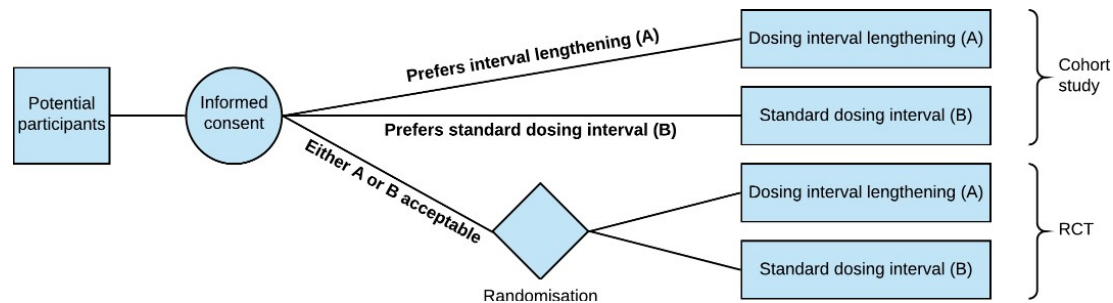 Potential
participants
Informed
consent
Prefers interval lengthening (A)
Prefers standard dosing interval (B)
Either A or B acceptable
Randomisation
Dosing interval lengthening (A)
Standard dosing interval (B)
Cohort
study
Dosing interval lengthening (A)
Standard dosing interval (B)
RCT